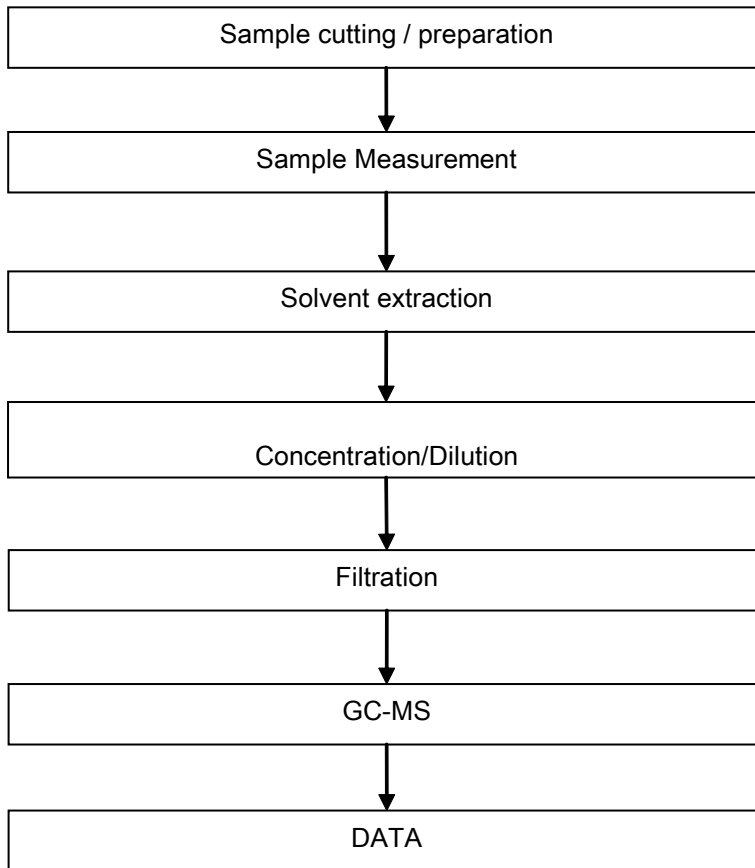 Sample cutting / preparation
Sample Measurement
Solvent extraction
Concentration/Dilution
Filtration
GC-MS
DATA